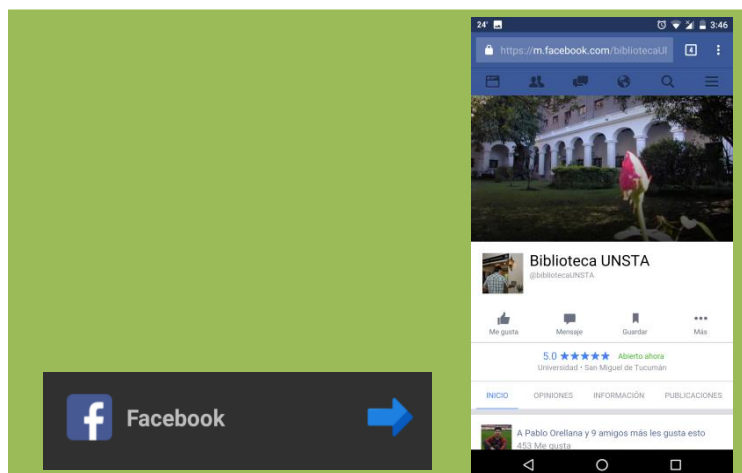 Facebook
24°
3:46
https://m.facebook.com/bibliotecaUI
4
Biblioteca UNSTA
@bibliotecaUNSTA
Me gusta
Mensaje
Guardar
Más
5.0 ★★★★★ Abierto ahora
Universidad • San Miguel de Tucumán
INICIO
OPINIONES
INFORMACIÓN
PUBLICACIONES
A Pablo Orellana y 9 amigos más les gusta esto
453 Me gusta